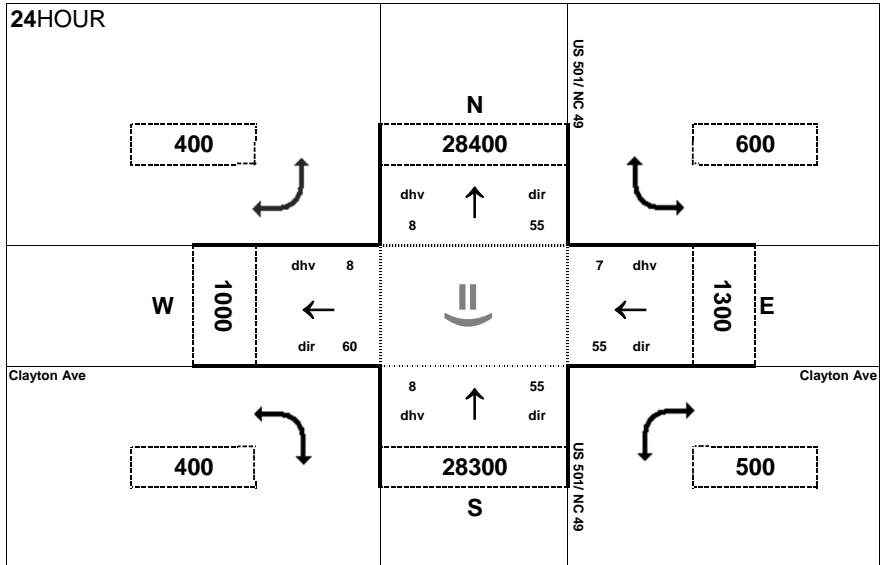 24HOUR
US 501/ NC 49
N
400
28400
600
dhv
dir
8
55
dhv 8
7 dhv
W
1000
1300
E
dir 60
55 dir
Clayton Ave
Clayton Ave
8
55
dhv
dir
400
28300
500
US 501/ NC 49
S